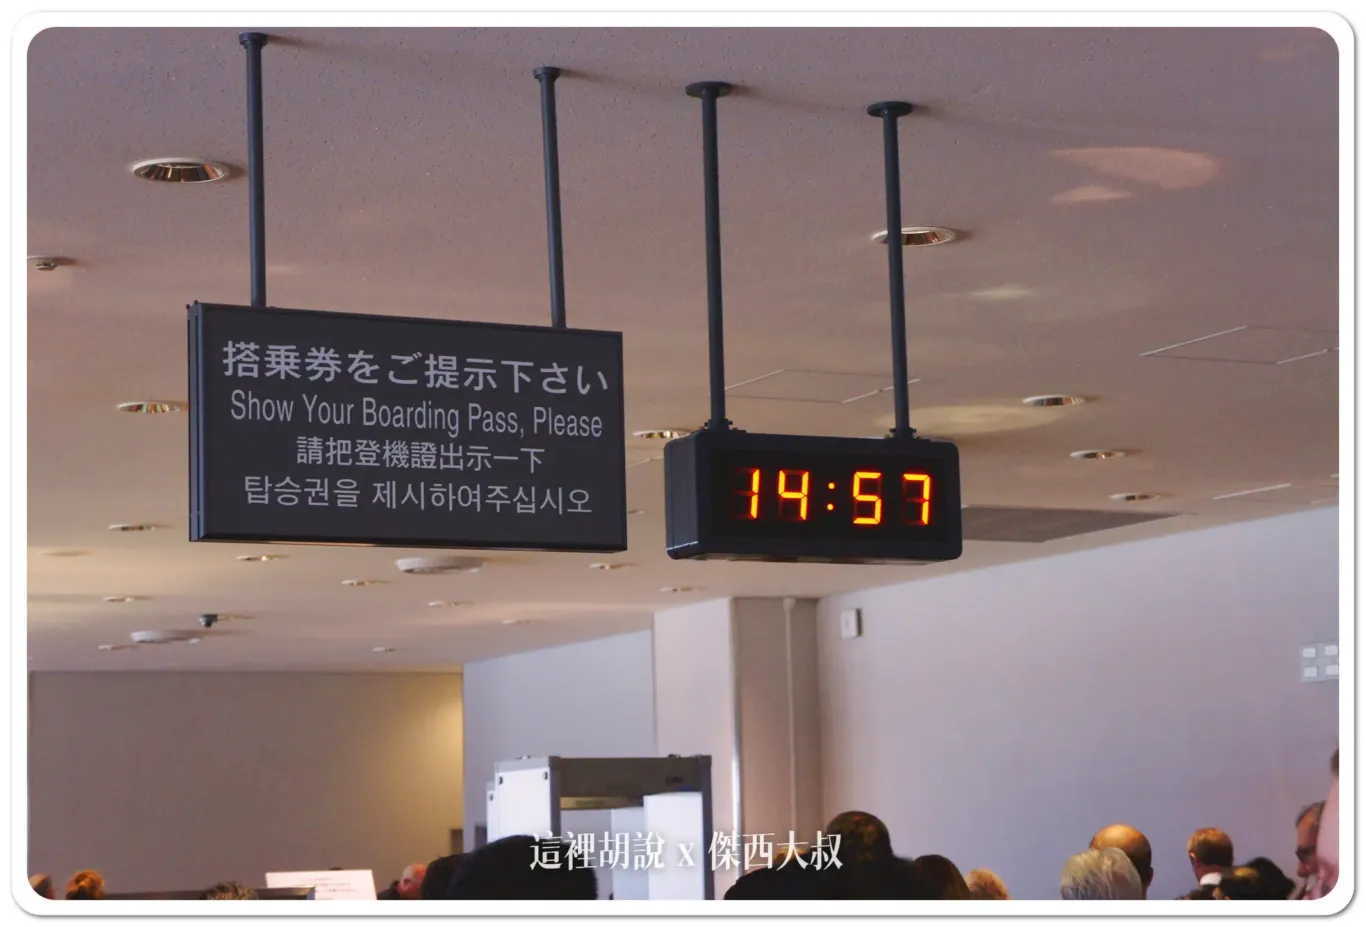 搭乗券をご提示下さい
Show Your Boarding Pass, Please
請把登機證出示一下
탑승권을 제시하여주십시오
14:57
這裡胡說 x 傑西大叔